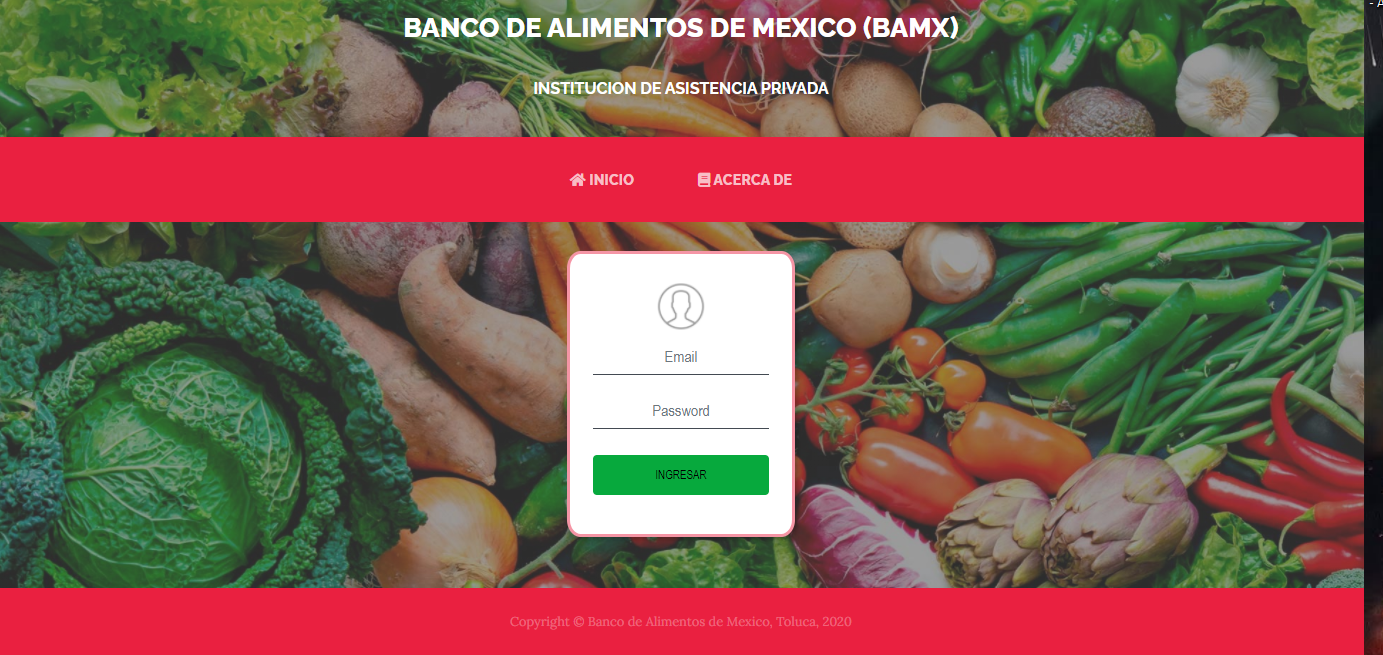 BANCO DE ALIMENTOS DE MEXICO (BAMX)
INSTITUCION DE ASISTENCIA PRIVADA
INICIO ACERCA DE
Email
Password
INGRESAR
Copyright © Banco de Alimentos de Mexico, Toluca, 2020